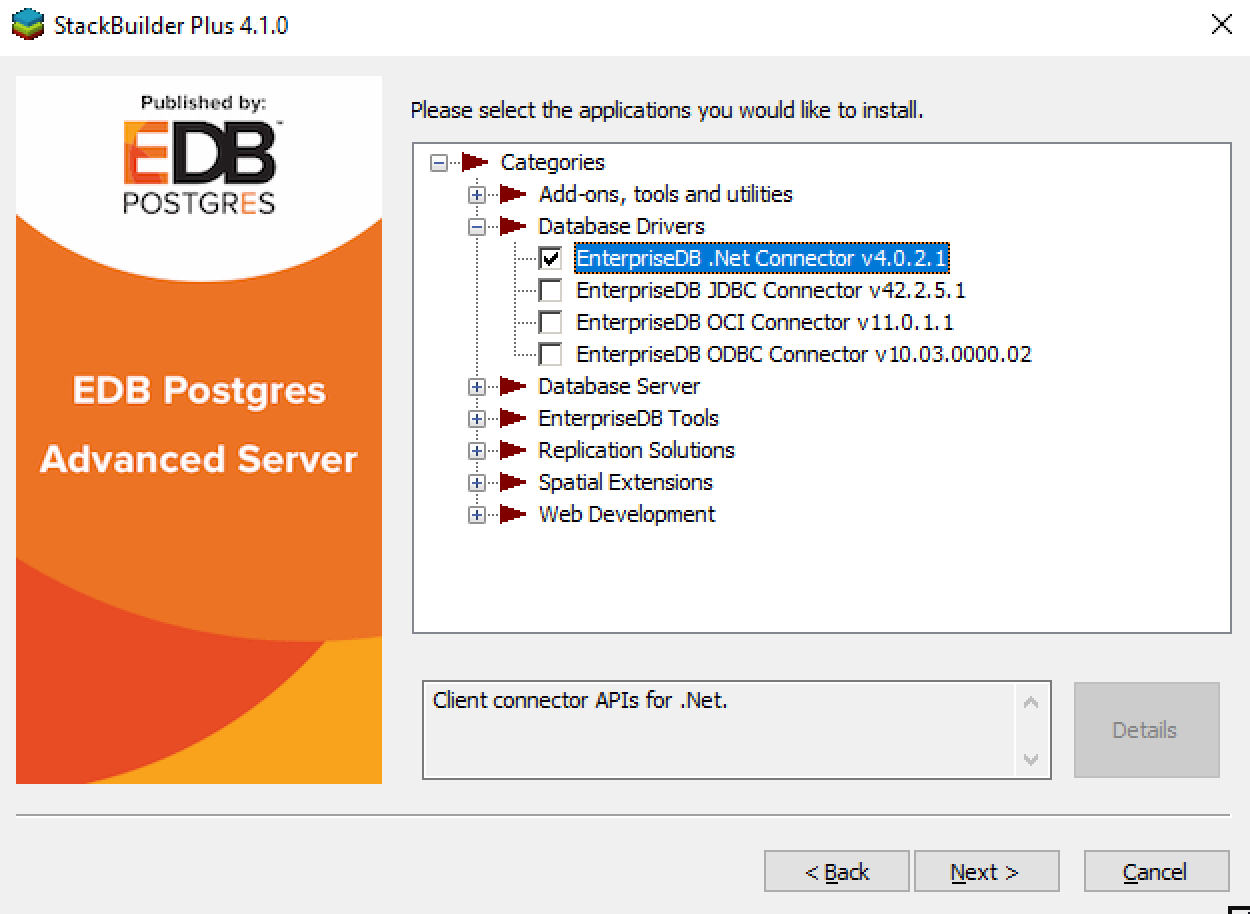 StackBuilder Plus 4.1.0
Published by:
EDB™
POSTGRES
EDB Postgres
Advanced Server
Please select the applications you would like to install.
Categories
Add-ons, tools and utilities
Database Drivers
EnterpriseDB .Net Connector v4.0.2.1
EnterpriseDB JDBC Connector v42.2.5.1
EnterpriseDB OCI Connector v11.0.1.1
EnterpriseDB ODBC Connector v10.03.0000.02
Database Server
EnterpriseDB Tools
Replication Solutions
Spatial Extensions
Web Development
Client connector APIs for .Net.
Details
< Back
Next >
Cancel